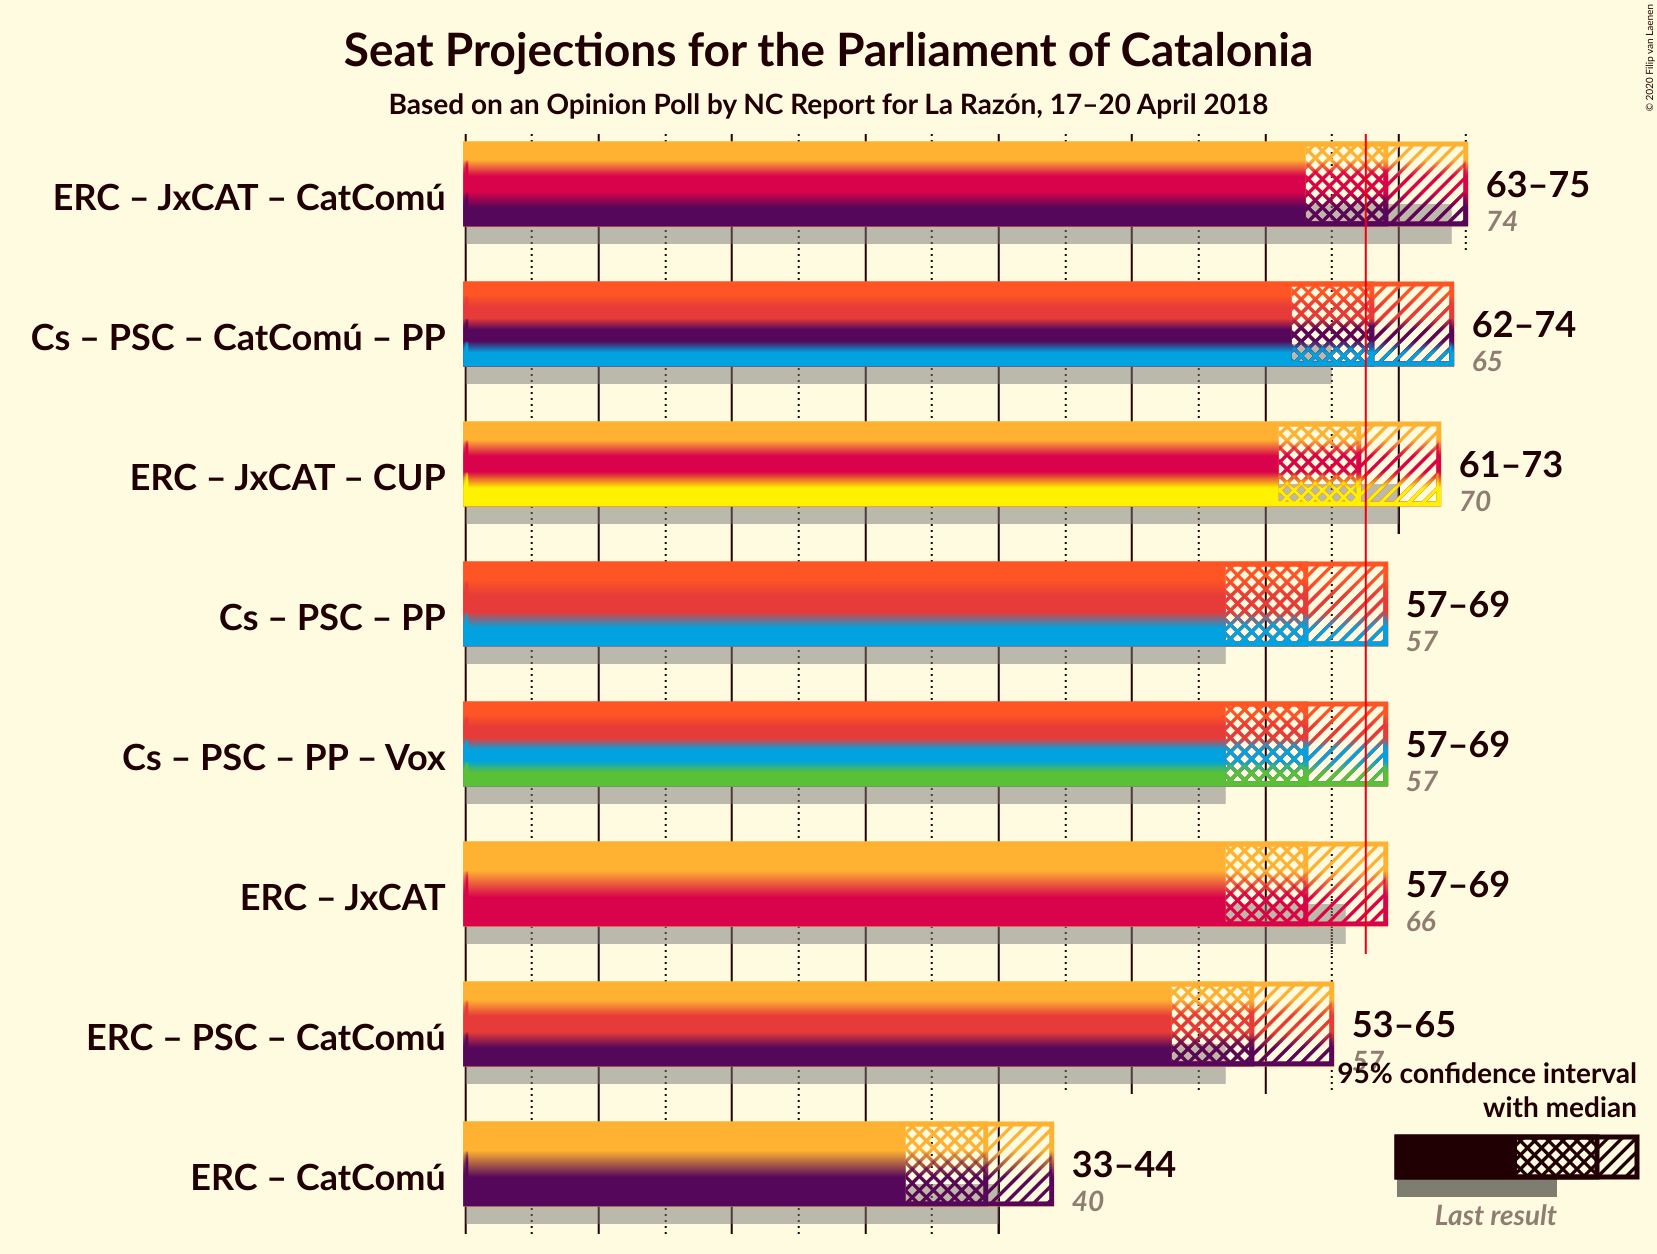 Seat Projections for the Parliament of Catalonia
Based on an Opinion Poll by NC Report for La Razón, 17–20 April 2018
© 2020 Filip van Laenen
ERC – JxCAT – CatComú
63–75
74
Cs – PSC – CatComú – PP
62–74
65
ERC – JxCAT – CUP
61–73
70
Cs – PSC – PP
57–69
57
Cs – PSC – PP – Vox
57–69
57
ERC – JxCAT
57–69
66
ERC – PSC – CatComú
53–65
57
95% confidence interval
with median
ERC – CatComú
33–44
40
Last result